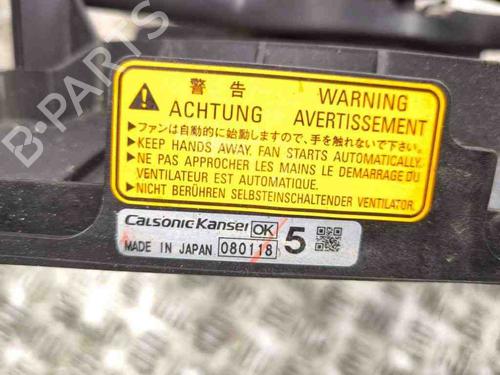 B-PARTS
警告 WARNING
ACHTUNG AVERTISSEMENT
▶ファンは自動的に始動しますので、手を触れないで下さい。
▶KEEP HANDS AWAY. FAN STARTS AUTOMATICALLY.
▶NE PAS APPROCHER LES MAINS LE DEMARRAGE DU
VENTILATEUR EST AUTOMATIQUE.
▶NICHT BERÜHREN SELBSTEINSCHALTENDER VENTILATOR.
Calsonic Kansei OK 5
MADE IN JAPAN 080118